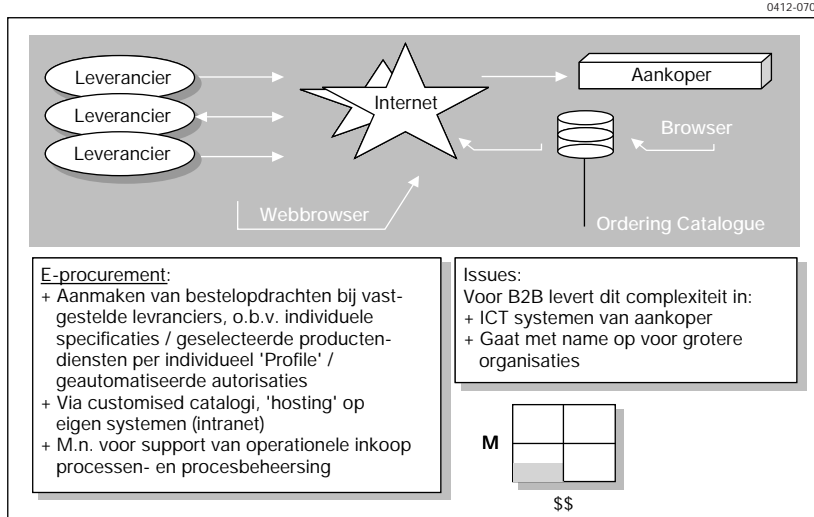 0412-070
Leverancier
Leverancier
Leverancier
Internet
Aankoper
Browser
Webbrowser
Ordering Catalogue
E-procurement:
+ Aanmaken van bestelopdrachten bij vast-
gestelde levranciers, o.b.v. individuele
specificaties / geselecteerde producten-
diensten per individueel 'Profile' /
geautomatiseerde autorisaties
+ Via customised catalogi, 'hosting' op
eigen systemen (intranet)
+ M.n. voor support van operationele inkoop
processen- en procesbeheersing
Issues:
Voor B2B levert dit complexiteit in:
+ ICT systemen van aankoper
+ Gaat met name op voor grotere
organisaties
M
$$